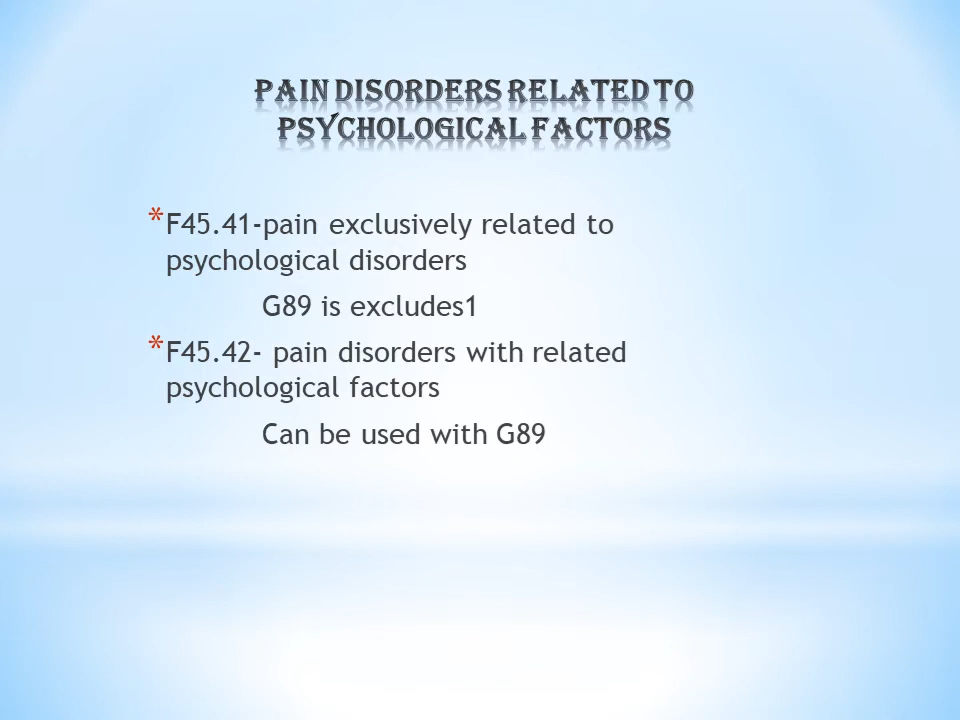 PAIN DISORDERS RELATED TO
PSYCHOLOGICAL FACTORS
* F45.41-pain exclusively related to
psychological disorders
G89 is excludes1
* F45.42- pain disorders with related
psychological factors
Can be used with G89